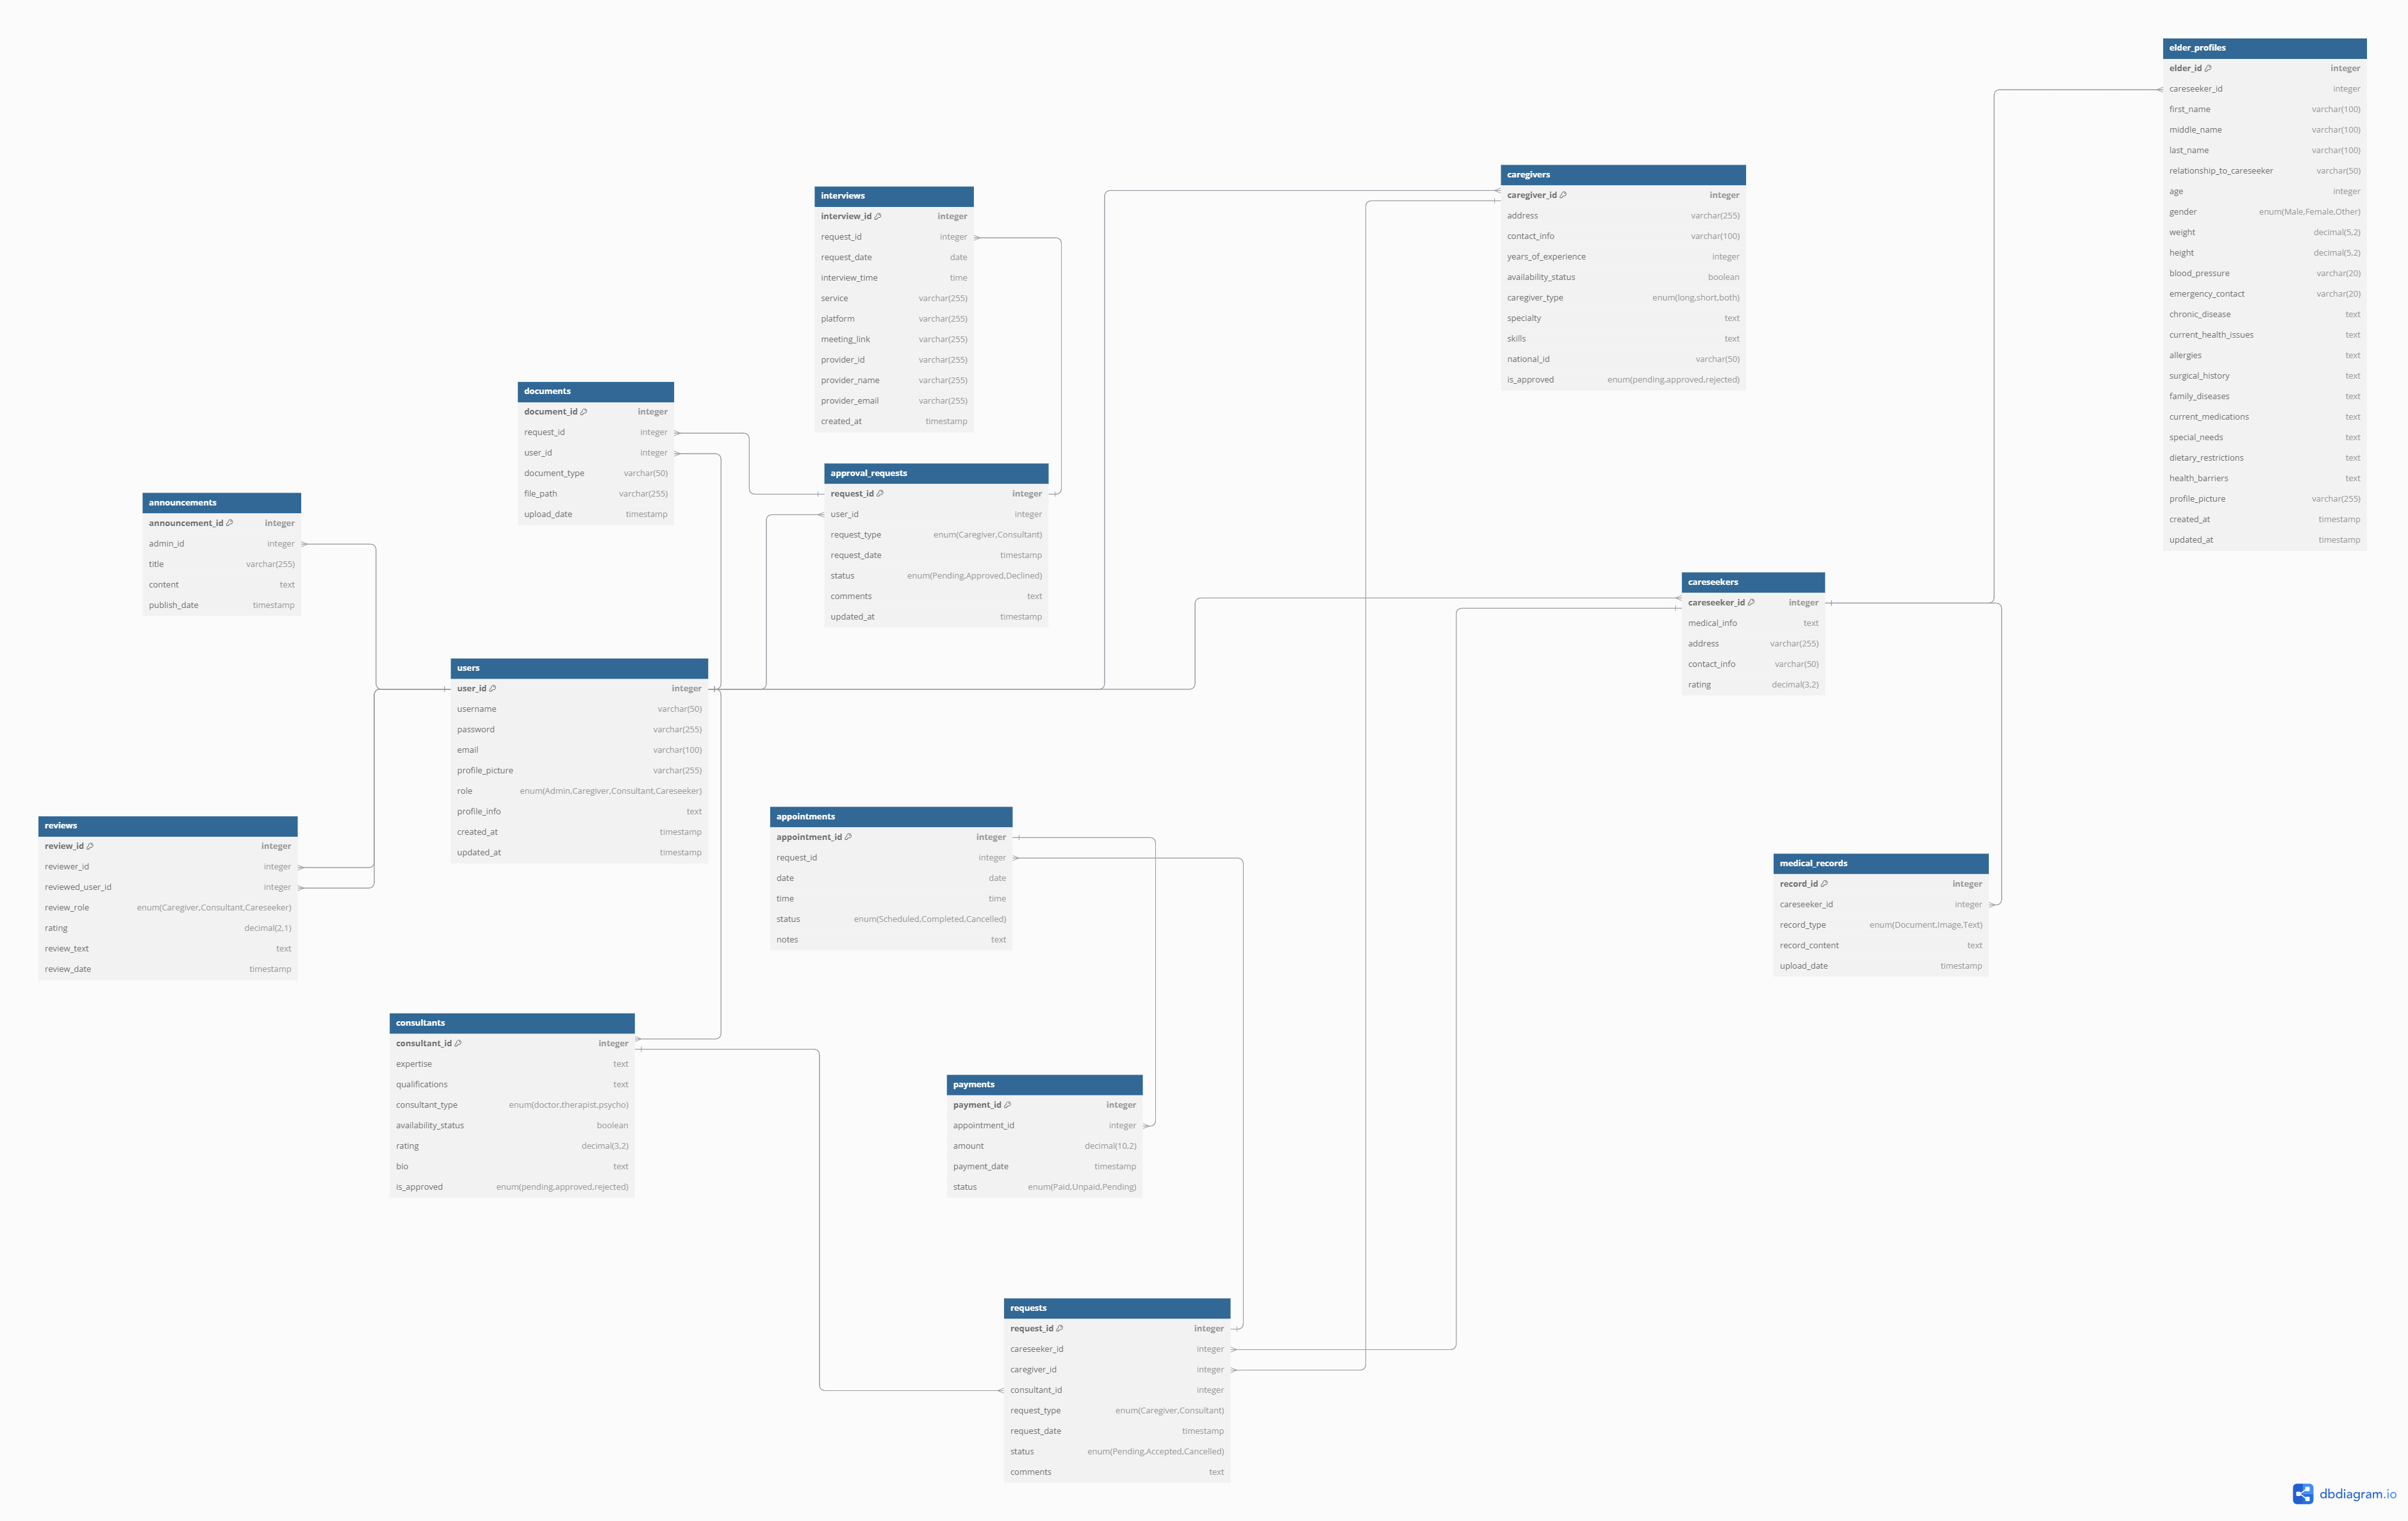 elder_profiles
elder_id integer
careseeker_id integer
first_name varchar(100)
middle_name varchar(100)
last_name varchar(100)
relationship_to_careseeker varchar(50)
age integer
gender enum(Male,Female,Other)
weight decimal(5,2)
height decimal(5,2)
blood_pressure varchar(20)
emergency_contact varchar(20)
chronic_disease text
current_health_issues text
allergies text
surgical_history text
family_diseases text
current_medications text
special_needs text
dietary_restrictions text
health_barriers text
profile_picture varchar(255)
created_at timestamp
updated_at timestamp
caregivers
caregiver_id integer
address varchar(255)
contact_info varchar(100)
years_of_experience integer
availability_status boolean
caregiver_type enum(long,short,both)
specialty text
skills text
national_id varchar(50)
is_approved enum(pending,approved,rejected)
interviews
interview_id integer
request_id integer
request_date date
interview_time time
service varchar(255)
platform varchar(255)
meeting_link varchar(255)
provider_id varchar(255)
provider_name varchar(255)
provider_email varchar(255)
created_at timestamp
documents
document_id integer
request_id integer
user_id integer
document_type varchar(50)
file_path varchar(255)
upload_date timestamp
approval_requests
request_id integer
user_id integer
request_type enum(Caregiver,Consultant)
request_date timestamp
status enum(Pending,Approved,Declined)
comments text
updated_at timestamp
announcements
announcement_id integer
admin_id integer
title varchar(255)
content text
publish_date timestamp
careseekers
careseeker_id integer
medical_info text
address varchar(255)
contact_info varchar(50)
rating decimal(3,2)
users
user_id integer
username varchar(50)
password varchar(255)
email varchar(100)
profile_picture varchar(255)
role enum(Admin,Caregiver,Consultant,Careseeker)
profile_info text
created_at timestamp
updated_at timestamp
appointments
appointment_id integer
request_id integer
date date
time time
status enum(Scheduled,Completed,Cancelled)
notes text
reviews
review_id integer
reviewer_id integer
reviewed_user_id integer
review_role enum(Caregiver,Consultant,Careseeker)
rating decimal(2,1)
review_text text
review_date timestamp
medical_records
record_id integer
careseeker_id integer
record_type enum(Document,Image,Text)
record_content text
upload_date timestamp
consultants
consultant_id integer
expertise text
qualifications text
consultant_type enum(doctor,therapist,psycho)
availability_status boolean
rating decimal(3,2)
bio text
is_approved enum(pending,approved,rejected)
payments
payment_id integer
appointment_id integer
amount decimal(10,2)
payment_date timestamp
status enum(Paid,Unpaid,Pending)
requests
request_id integer
careseeker_id integer
caregiver_id integer
consultant_id integer
request_type enum(Caregiver,Consultant)
request_date timestamp
status enum(Pending,Accepted,Cancelled)
comments text
dbdiagram.io